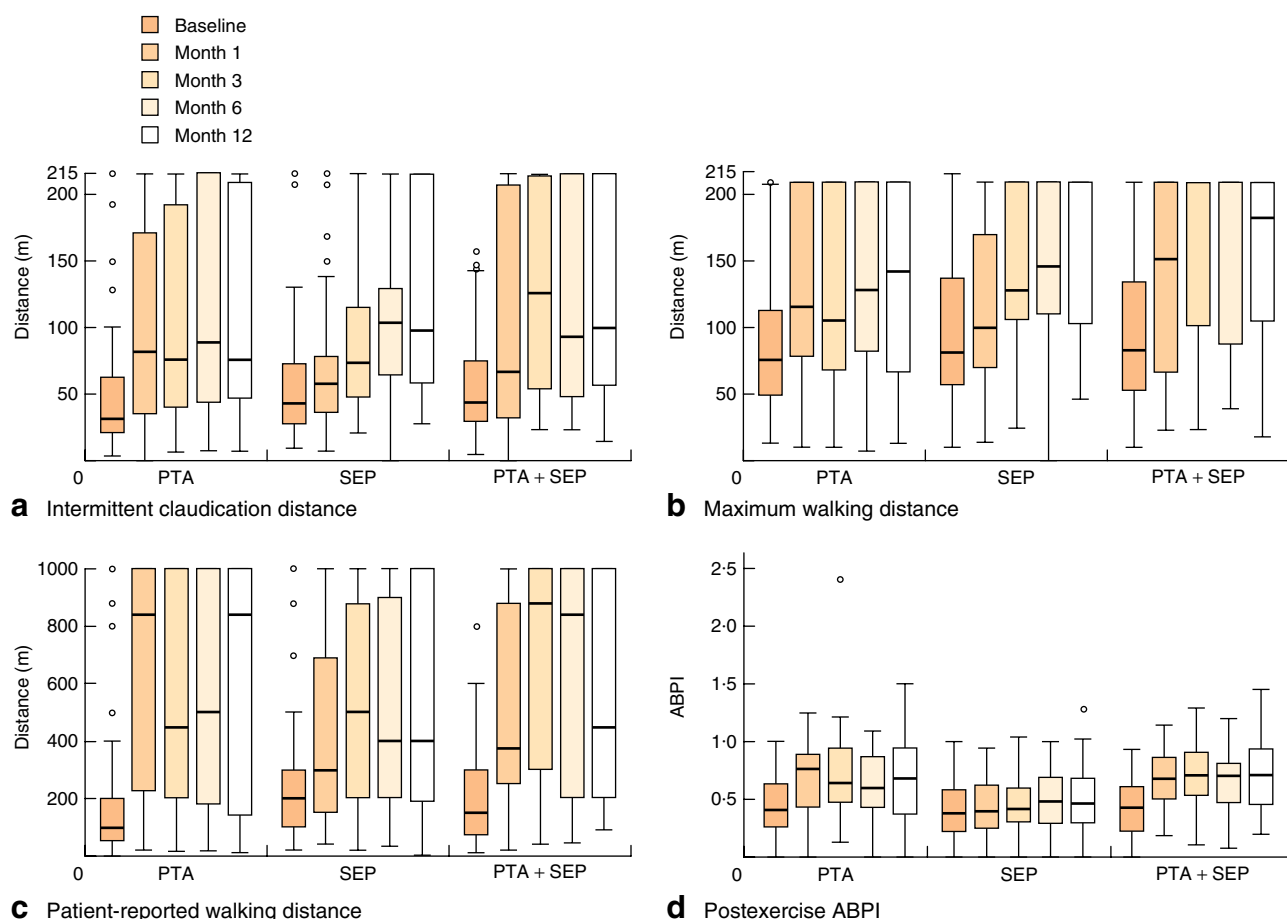 Baseline
Month 1
Month 3
Month 6
Month 12
215
200
150
100
50
0
Distance (m)
PTA
SEP
PTA + SEP
a Intermittent claudication distance
215
200
150
100
50
0
Distance (m)
PTA
SEP
PTA + SEP
b Maximum walking distance
1000
800
600
400
200
0
Distance (m)
PTA
SEP
PTA + SEP
c Patient-reported walking distance
2·5
2·0
1·5
1·0
0·5
0
ABPI
PTA
SEP
PTA + SEP
d Postexercise ABPI